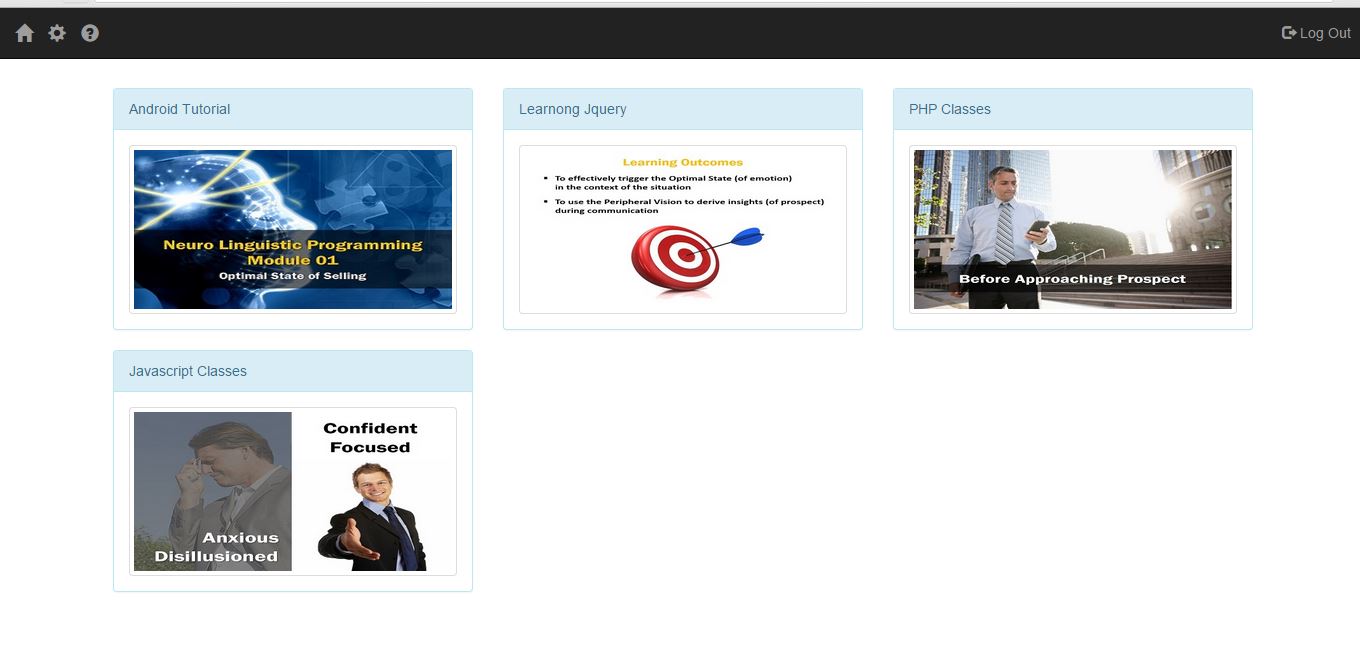 Log Out
Android Tutorial
Neuro Linguistic Programming
Module 01
Optimal State of Selling
Learnong Jquery
Learning Outcomes
To effectively trigger the Optimal State (of emotion)
in the context of the situation
To use the Peripheral Vision to derive insights (of prospect)
during communication
PHP Classes
Before Approaching Prospect
Javascript Classes
Anxious
Disillusioned
Confident
Focused